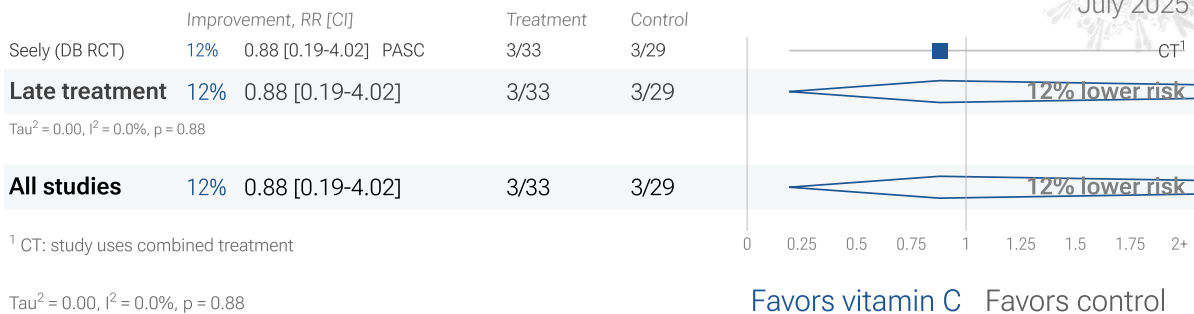 July 2025
Improvement, RR [CI] Treatment Control
Seely (DB RCT) 12% 0.88 [0.19-4.02] PASC 3/33 3/29 CT1
Late treatment 12% 0.88 [0.19-4.02] 3/33 3/29 12% lower risk
Tau2 = 0.00, I2 = 0.0%, p = 0.88
All studies 12% 0.88 [0.19-4.02] 3/33 3/29 12% lower risk
1 CT: study uses combined treatment
0 0.25 0.5 0.75 1 1.25 1.5 1.75 2+
Tau2 = 0.00, I2 = 0.0%, p = 0.88
Favors vitamin C Favors control